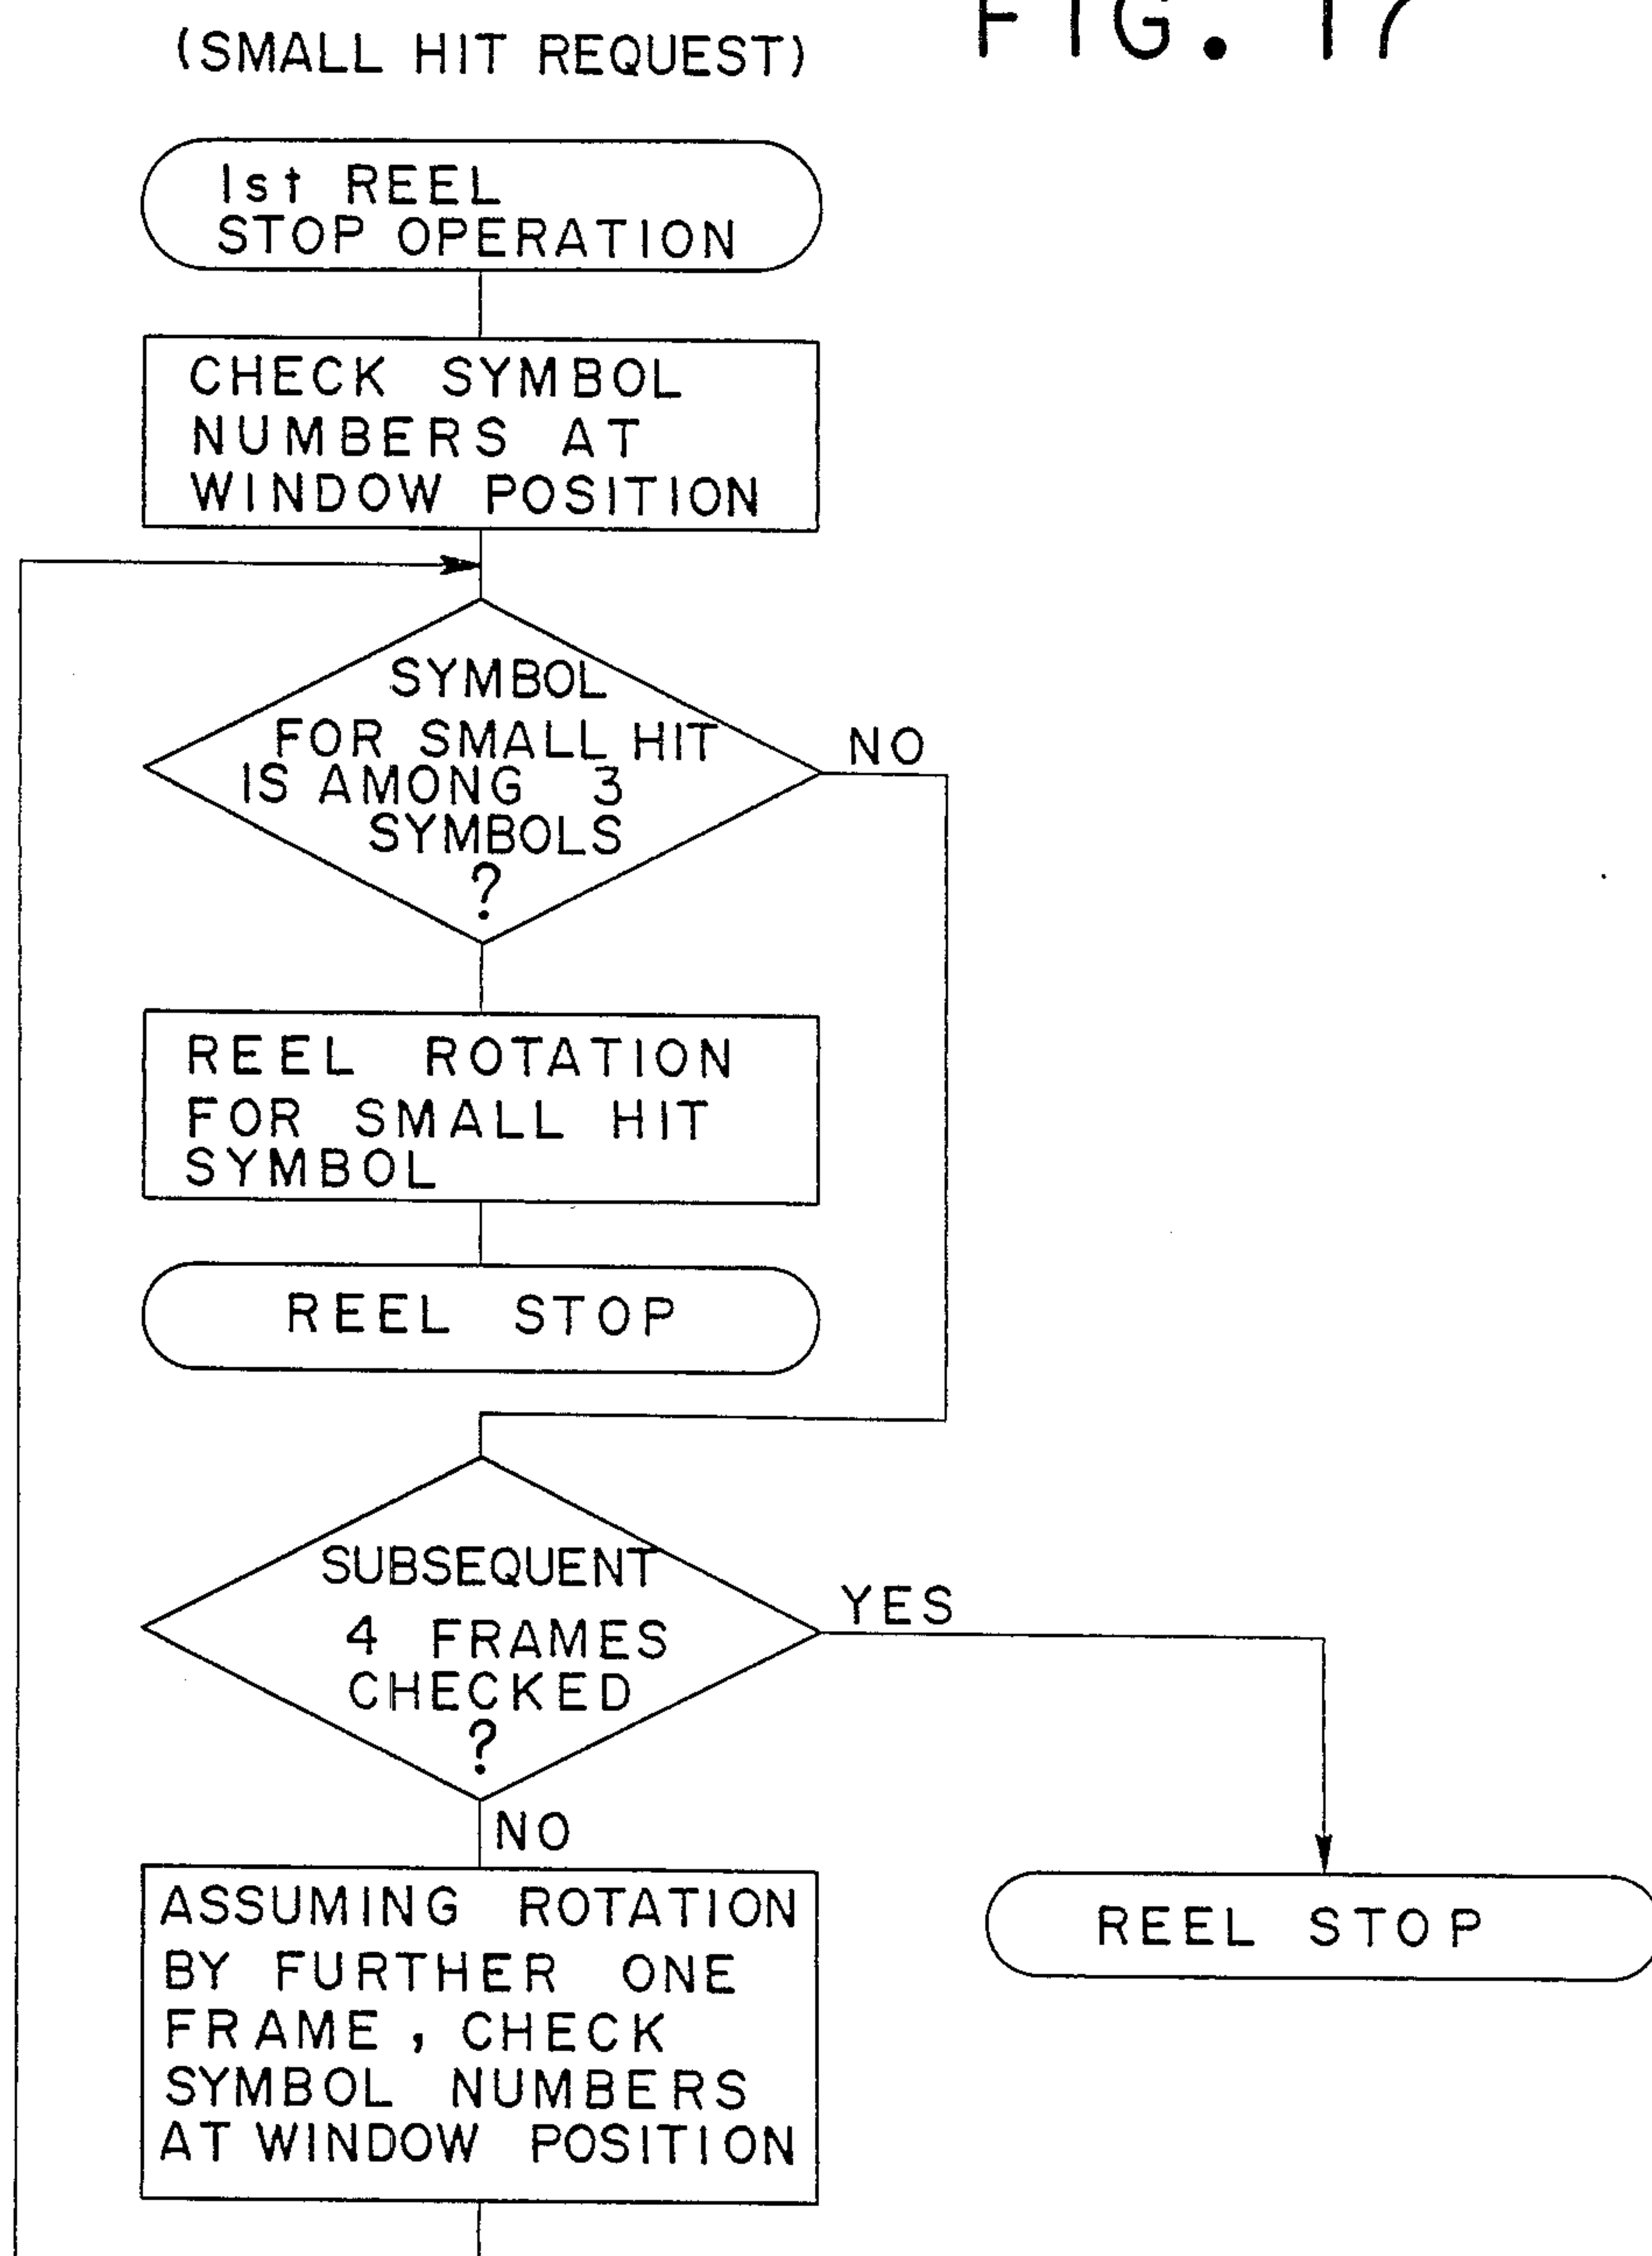 FIG. 17
(SMALL HIT REQUEST)
1st REEL
STOP OPERATION
CHECK SYMBOL
NUMBERS AT
WINDOW POSITION
SYMBOL
FOR SMALL HIT
IS AMONG 3
SYMBOLS
?
NO
REEL ROTATION
FOR SMALL HIT
SYMBOL
REEL STOP
SUBSEQUENT
4 FRAMES
CHECKED
?
YES
NO
ASSUMING ROTATION
BY FURTHER ONE
FRAME, CHECK
SYMBOL NUMBERS
AT WINDOW POSITION
REEL STOP